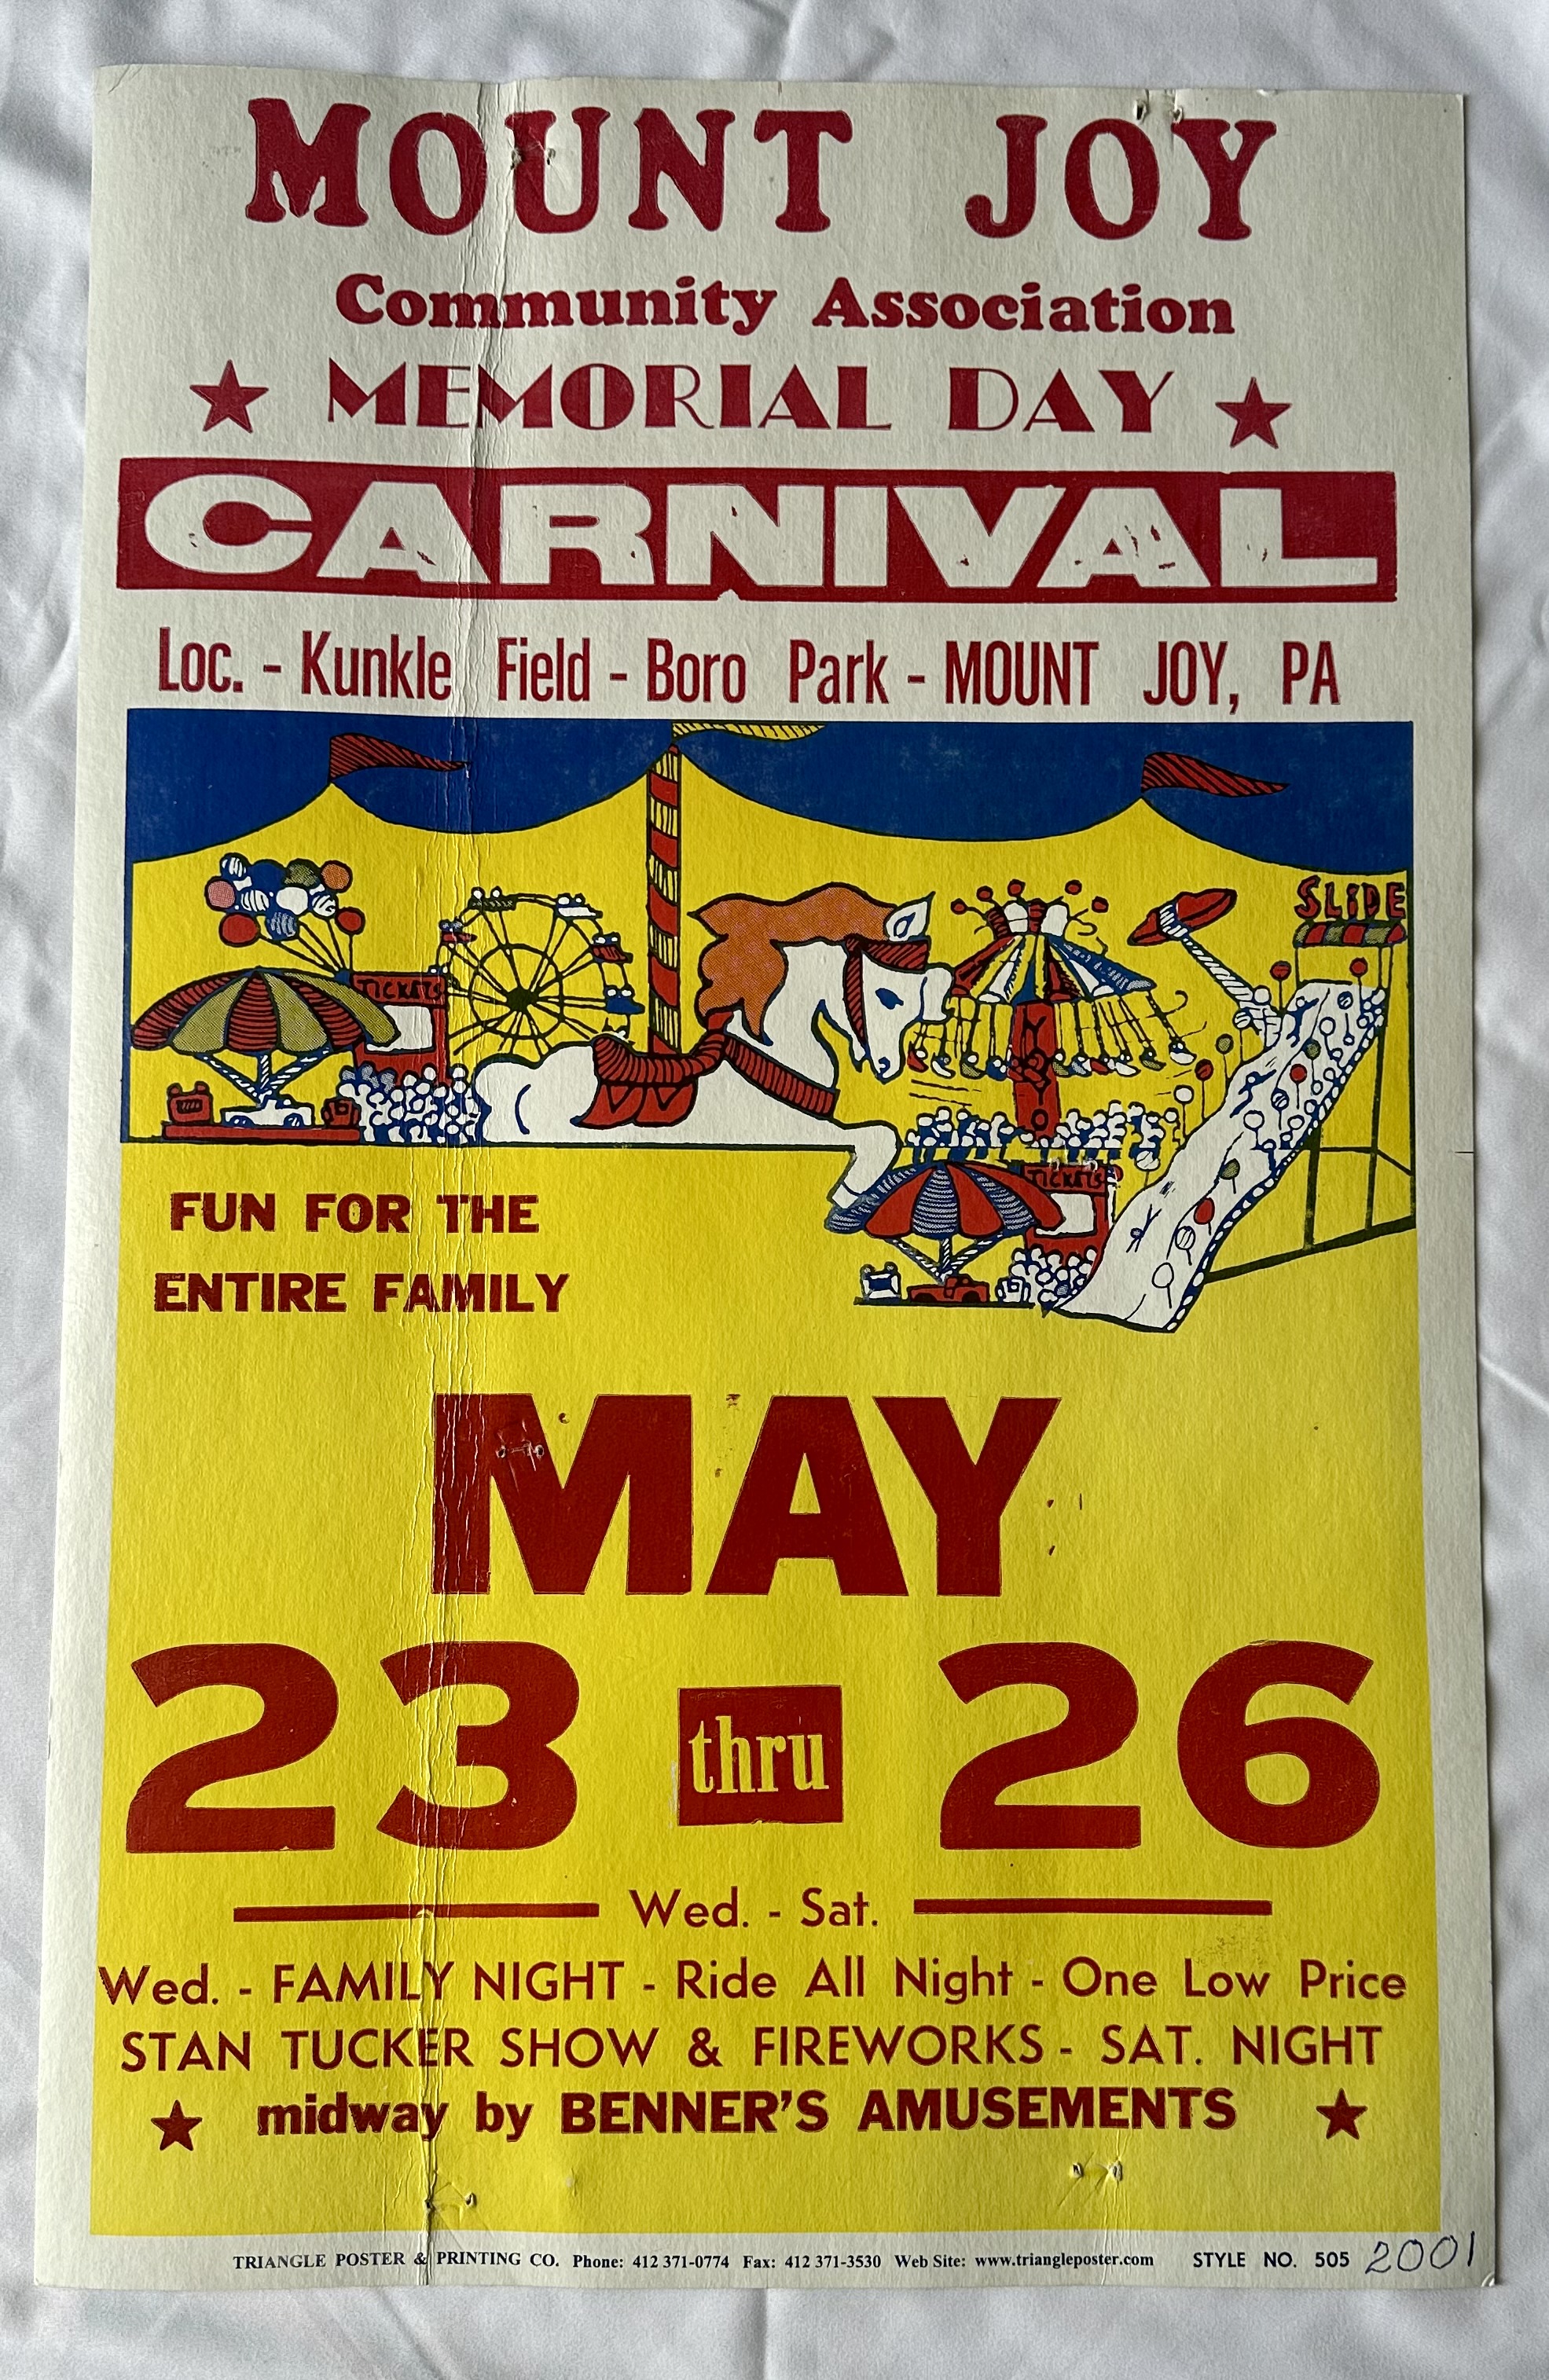 MOUNT JOY
Community Association
MEMORIAL DAY
CARNIVAL
Loc. - Kunkle Field - Boro Park - MOUNT JOY, PA
SLIDE
TICKETS
YOYO
TICKETS
FUN FOR THE
ENTIRE FAMILY
MAY
23 thru 26
Wed. - Sat.
Wed. - FAMILY NIGHT - Ride All Night - One Low Price
STAN TUCKER SHOW & FIREWORKS - SAT. NIGHT
midway by BENNER'S AMUSEMENTS
TRIANGLE POSTER & PRINTING CO. Phone: 412 371-0774 Fax: 412 371-3530 Web Site: www.triangleposter.com STYLE NO. 505 2001